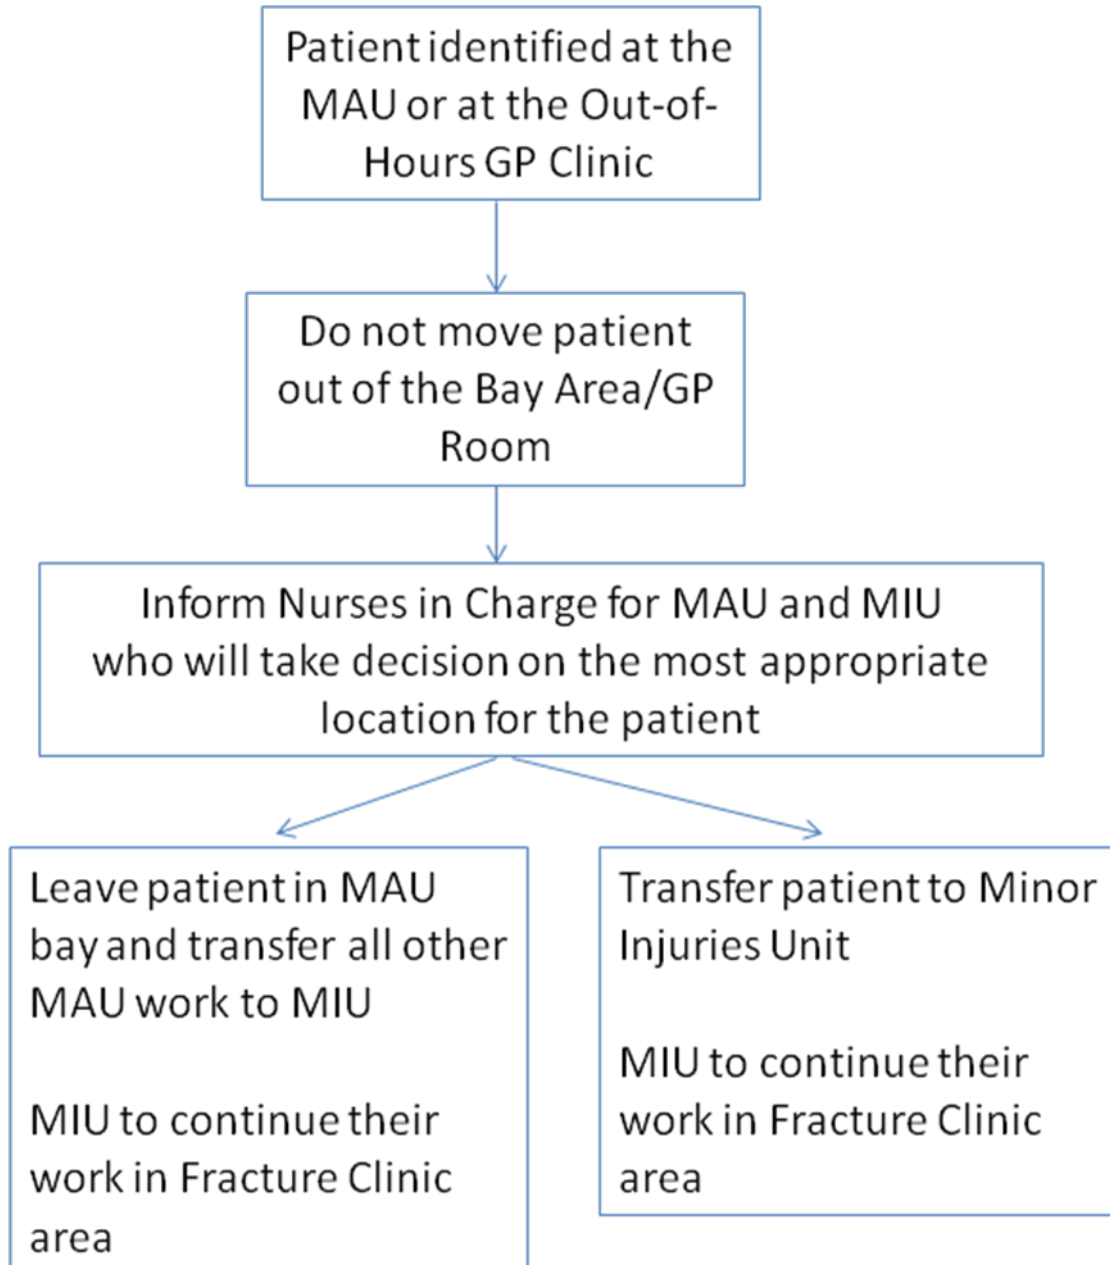 Patient identified at the
MAU or at the Out-of-
Hours GP Clinic
Do not move patient
out of the Bay Area/GP
Room
Inform Nurses in Charge for MAU and MIU
who will take decision on the most appropriate
location for the patient
Leave patient in MAU
bay and transfer all other
MAU work to MIU
MIU to continue their
work in Fracture Clinic
area
Transfer patient to Minor
Injuries Unit
MIU to continue their
work in Fracture Clinic
area